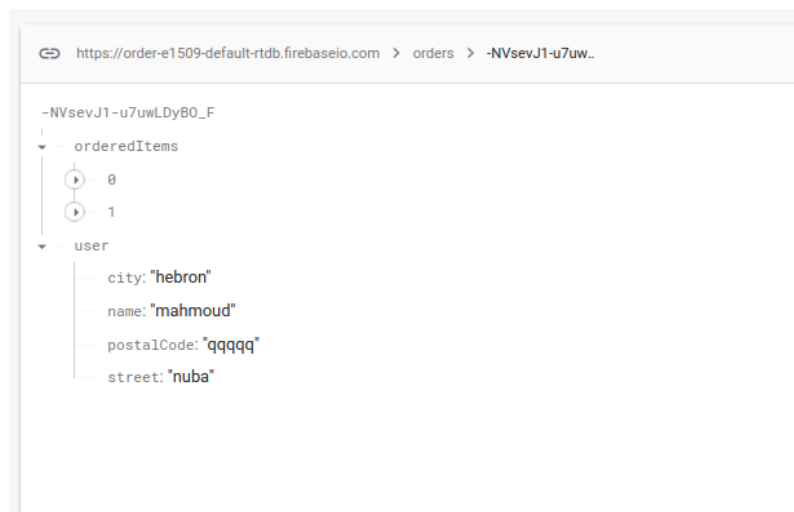 https://order-e1509-default-rtdb.firebaseio.com > orders > -NVsevJ1-u7uw..
-NVsevJ1-u7uwLDyBO_F
orderedItems
0
1
user
city: "hebron"
name: "mahmoud"
postalCode: "qqqqq"
street: "nuba"